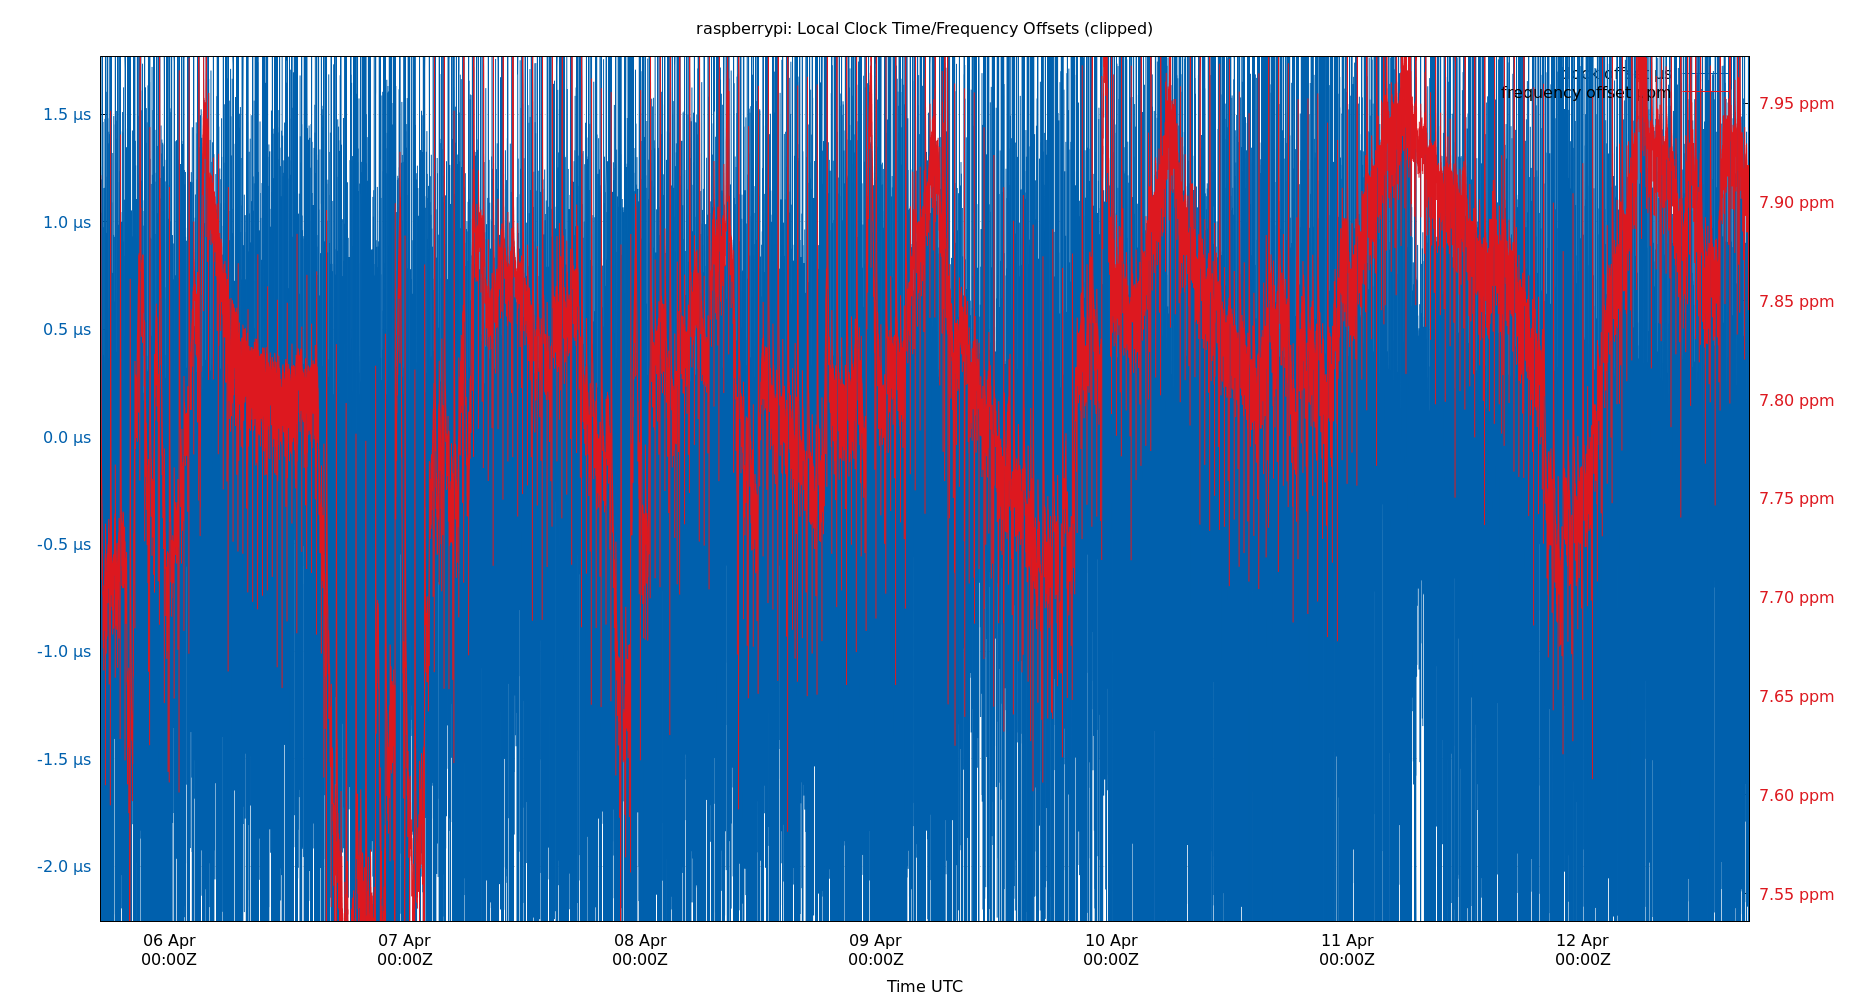 raspberrypi: Local Clock Time/Frequency Offsets (clipped)
clock offset µs
frequency offset ppm
1.5 µs
1.0 µs
0.5 µs
0.0 µs
-0.5 µs
-1.0 µs
-1.5 µs
-2.0 µs
7.95 ppm
7.90 ppm
7.85 ppm
7.80 ppm
7.75 ppm
7.70 ppm
7.65 ppm
7.60 ppm
7.55 ppm
06 Apr
00:00Z
07 Apr
00:00Z
08 Apr
00:00Z
09 Apr
00:00Z
10 Apr
00:00Z
11 Apr
00:00Z
12 Apr
00:00Z
Time UTC